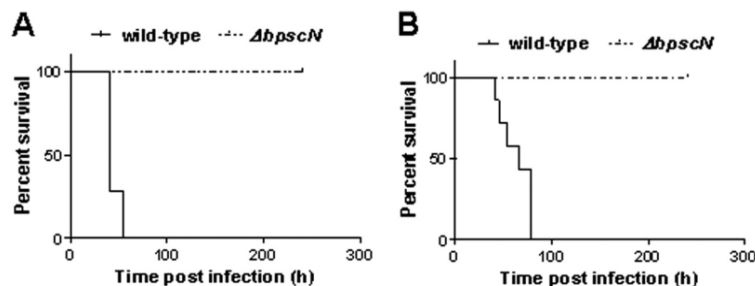 A
wild-type ΔbpscN
100
50
0
Percent survival
0 100 200 300
Time post infection (h)
B
wild-type ΔbpscN
100
50
0
Percent survival
0 100 200 300
Time post infection (h)